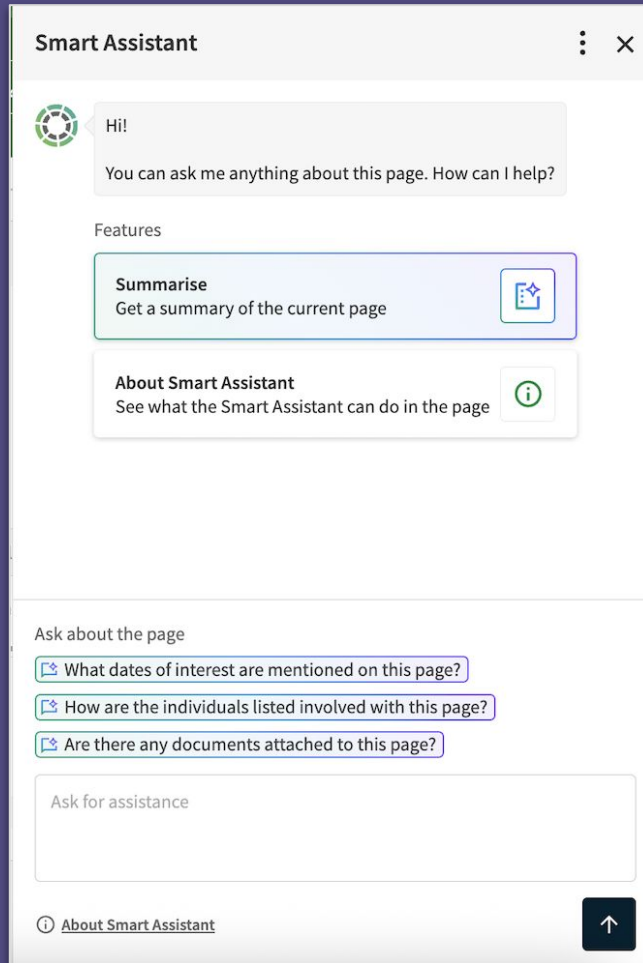 Smart Assistant
Hi!
You can ask me anything about this page. How can I help?
Features
Summarise
Get a summary of the current page
About Smart Assistant
See what the Smart Assistant can do in the page
Ask about the page
What dates of interest are mentioned on this page?
How are the individuals listed involved with this page?
Are there any documents attached to this page?
Ask for assistance
About Smart Assistant